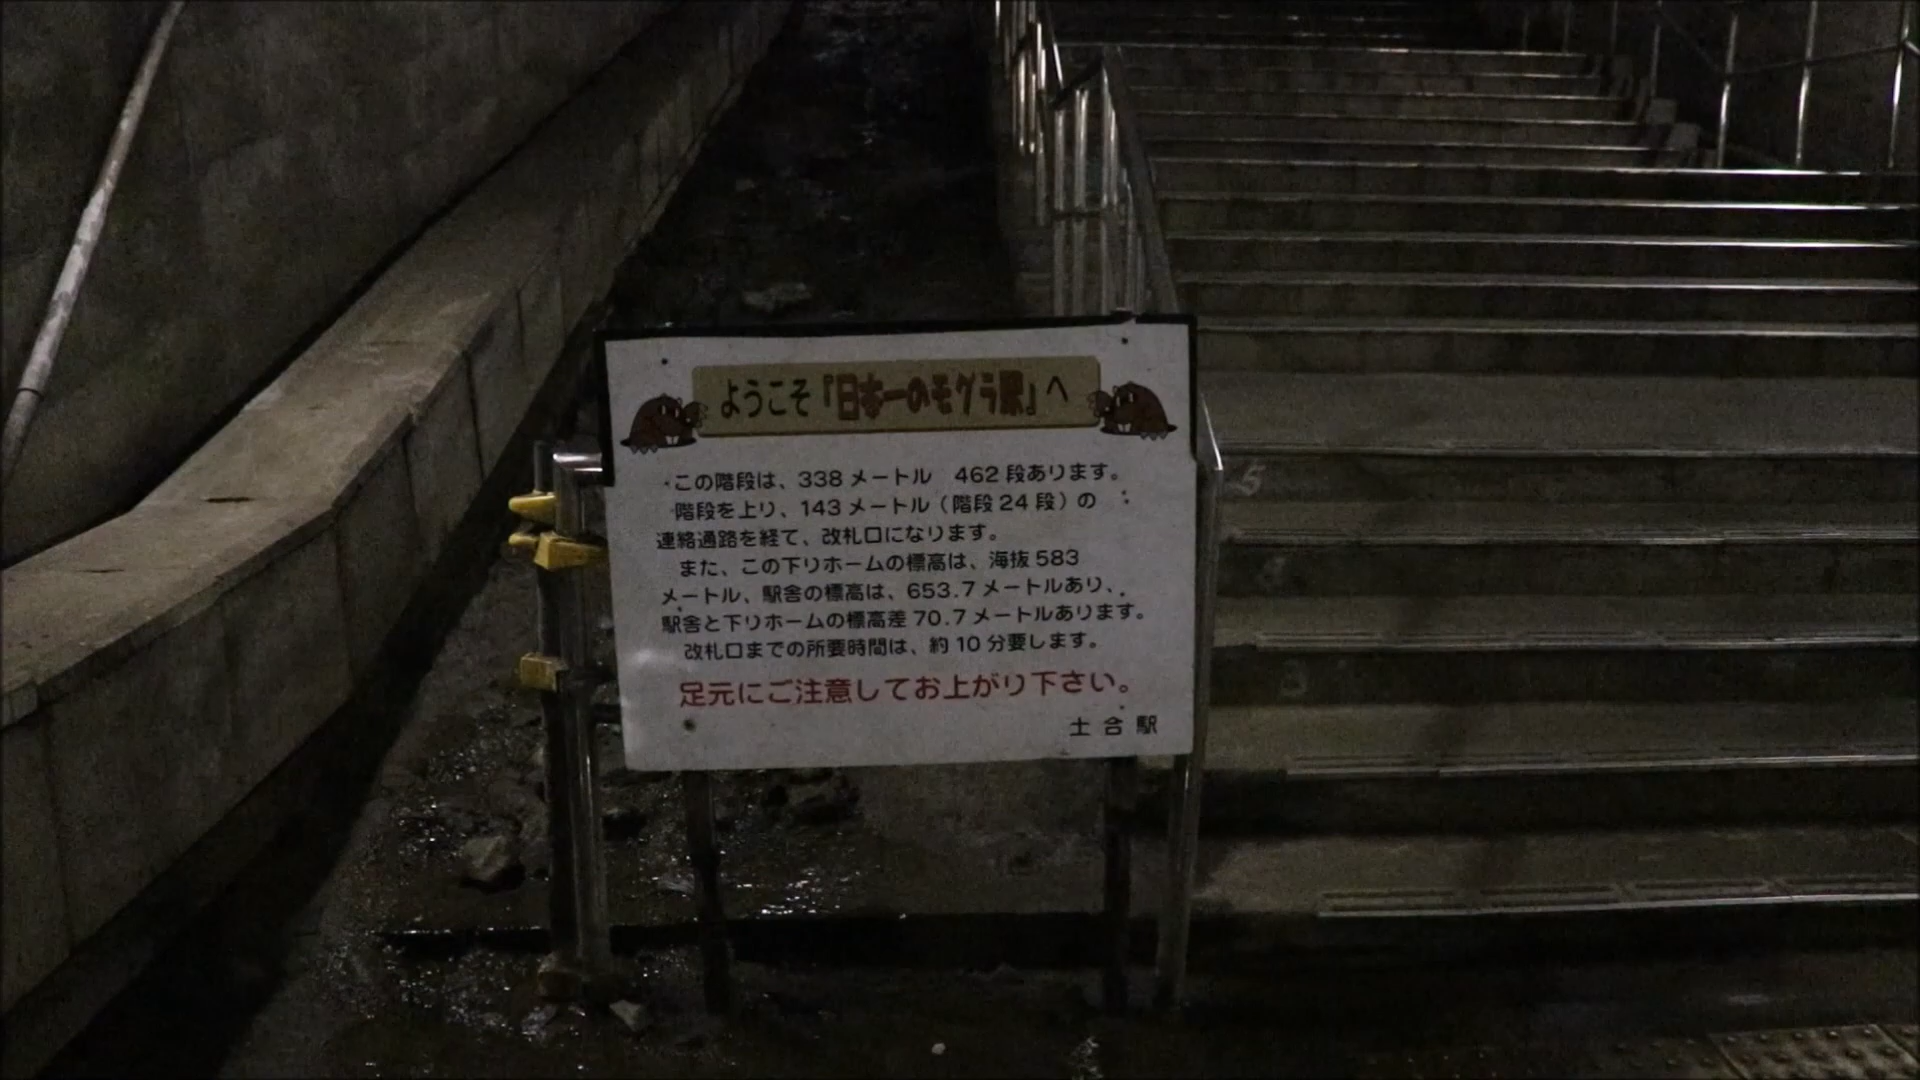 ようこそ『日本一のモグラ駅』へ
この階段は、338メートル 462段あります。
階段を上り、143メートル（階段24段）の
連絡通路を経て、改札口になります。
また、この下りホームの標高は、海抜583
メートル、駅舎の標高は、653.7メートルあり、
駅舎と下りホームの標高差70.7メートルあります。
改札口までの所要時間は、約10分要します。
足元にご注意してお上がり下さい。
土合駅
5
4
3